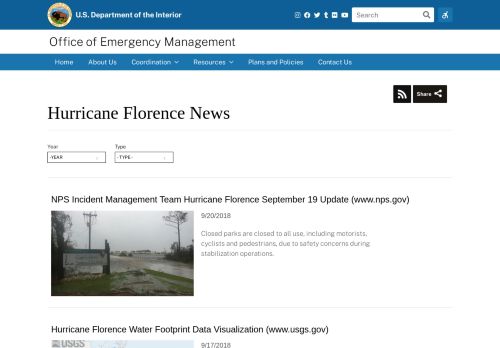 U.S. Department of the Interior
Search
Office of Emergency Management
Home About Us Coordination Resources Plans and Policies Contact Us
Share
Hurricane Florence News
Year Type
-YEAR - TYPE -
NPS Incident Management Team Hurricane Florence September 19 Update (www.nps.gov)
9/20/2018
Closed parks are closed to all use, including motorists,
cyclists and pedestrians, due to safety concerns during
stabilization operations.
Hurricane Florence Water Footprint Data Visualization (www.usgs.gov)
USGS
9/17/2018